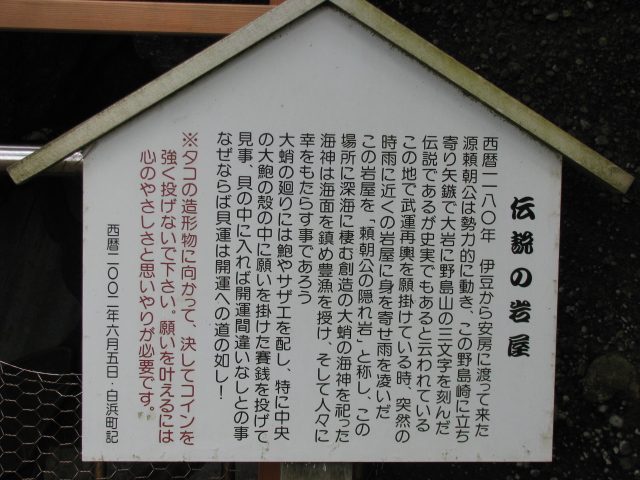 伝説の岩屋
西暦一一八〇年　伊豆から安房に渡って来た
源頼朝公は勢力的に動き、この野島崎に立ち
寄り矢鏃で大岩に野島山の三文字を刻んだ
伝説であるが史実でもあると云われている
この地で武運再興を願掛けている時、突然の
時雨に近くの岩屋に身を寄せ雨を凌いだ
この岩屋を、「頼朝公の隠れ岩」と称し、この
場所に深海に棲む創造の大蛸の海神を祀った
海神は海面を鎮め豊漁を授け、そして人々に
幸をもたらす事であろう
大蛸の廻りには鮑やサザエを配し、特に中央
の大鮑の殻の中に願いを掛けた賽銭を投げて
見事、貝の中に入れば開運間違いなしとの事
なぜならば貝運は開運への道の如し!
※タコの造形物に向かって、決してコインを
強く投げないで下さい。願いを叶えるには
心のやさしさと思いやりが必要です。
西暦二〇〇二年六月五日・白浜町記